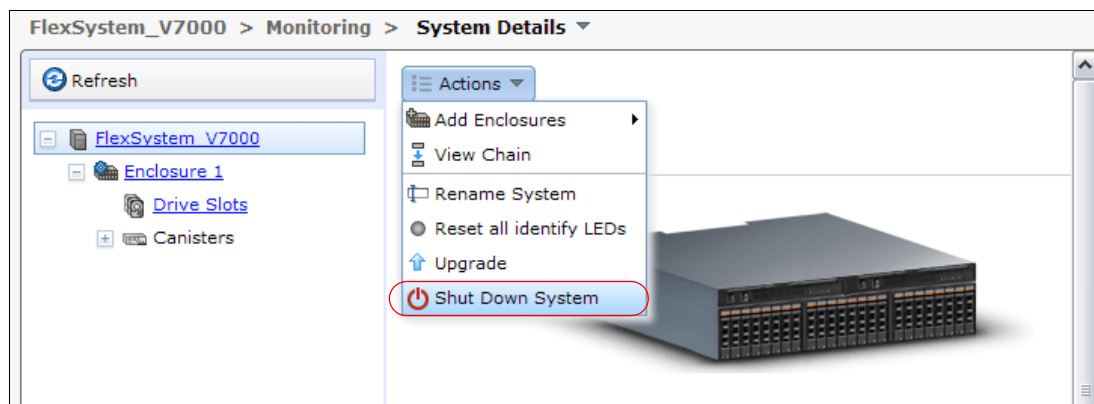 FlexSystem_V7000 > Monitoring > System Details
Refresh
Actions
Add Enclosures
View Chain
Rename System
Reset all identify LEDs
Upgrade
Shut Down System
FlexSystem_V7000
Enclosure 1
Drive Slots
Canisters